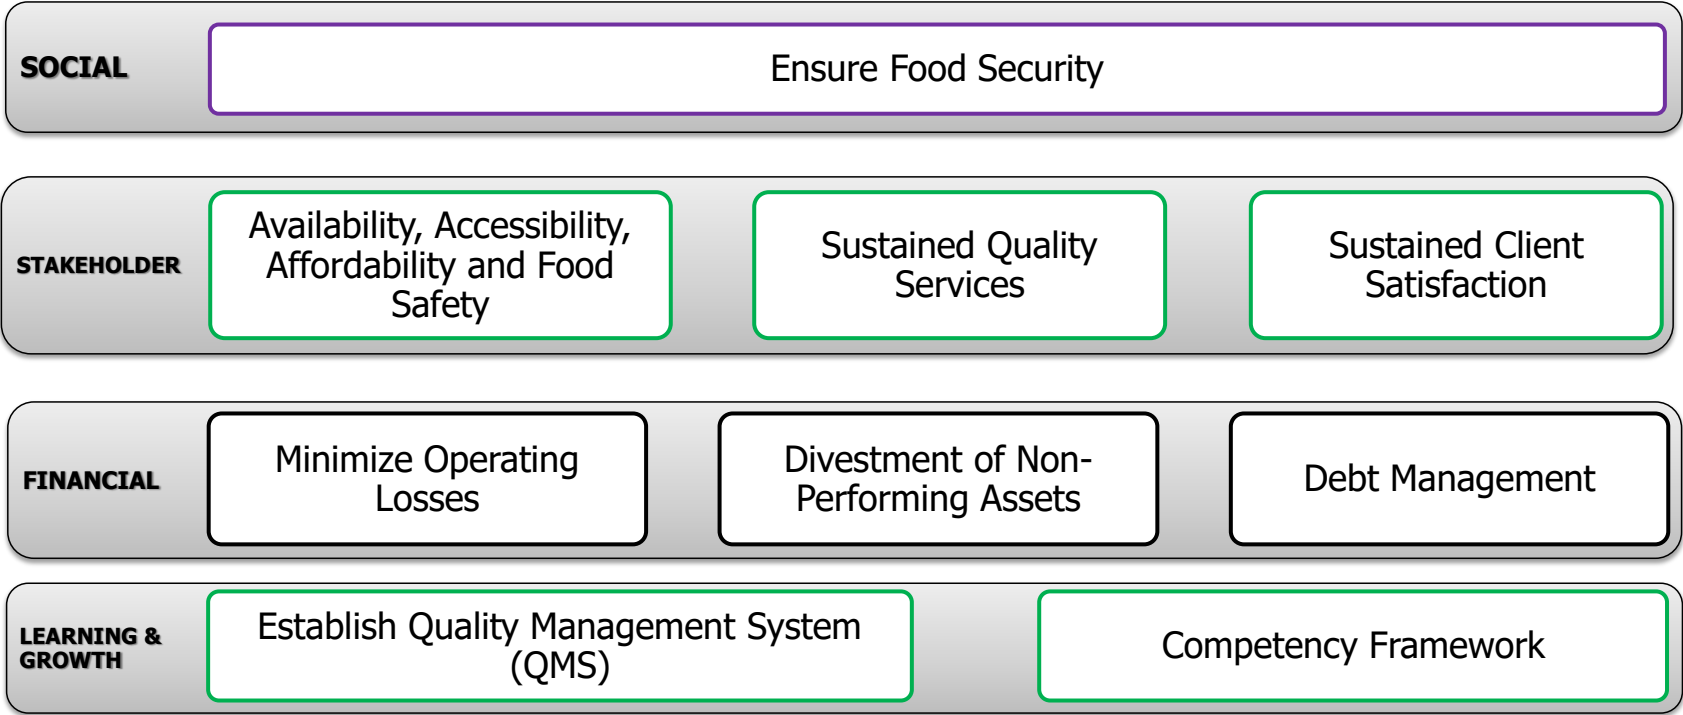 SOCIAL
Ensure Food Security
STAKEHOLDER
Availability, Accessibility,
Affordability and Food
Safety
Sustained Quality
Services
Sustained Client
Satisfaction
FINANCIAL
Minimize Operating
Losses
Divestment of Non-
Performing Assets
Debt Management
LEARNING &
GROWTH
Establish Quality Management System
(QMS)
Competency Framework